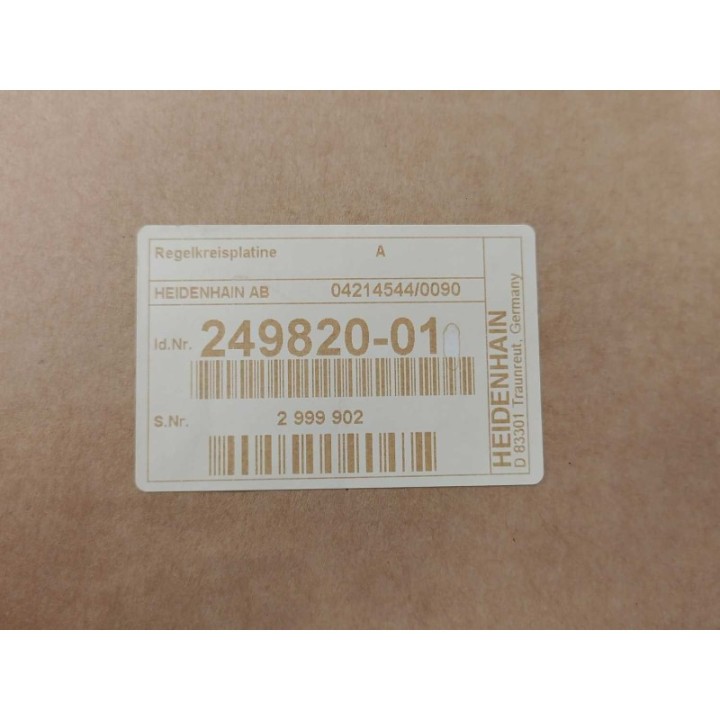 Regelkreisplatine A
HEIDENHAIN AB 04214544/0090
Id.Nr. 249820-01
S.Nr. 2 999 902
HEIDENHAIN
D 83301 Traunreut, Germany